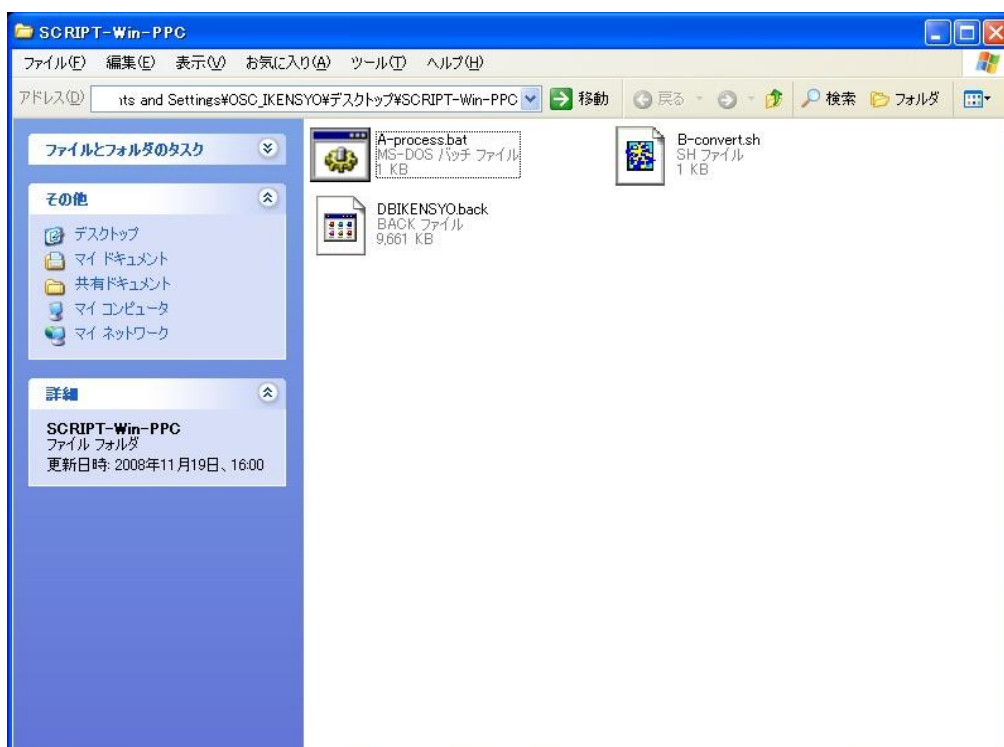 SCRIPT-Win-PPC
ファイル(F) 編集(E) 表示(V) お気に入り(A) ツール(T) ヘルプ(H)
アドレス(D) nts and Settings¥OSC_IKENSYO¥デスクトップ¥SCRIPT-Win-PPC 移動 戻る 検索 フォルダ
ファイルとフォルダのタスク
その他
デスクトップ
マイ ドキュメント
共有ドキュメント
マイ コンピュータ
マイ ネットワーク
詳細
SCRIPT-Win-PPC
ファイル フォルダ
更新日時: 2008年11月19日、16:00
A-process.bat
MS-DOS バッチ ファイル
1 KB
B-convert.sh
SH ファイル
1 KB
DBIKENSYO.back
BACK ファイル
9,661 KB